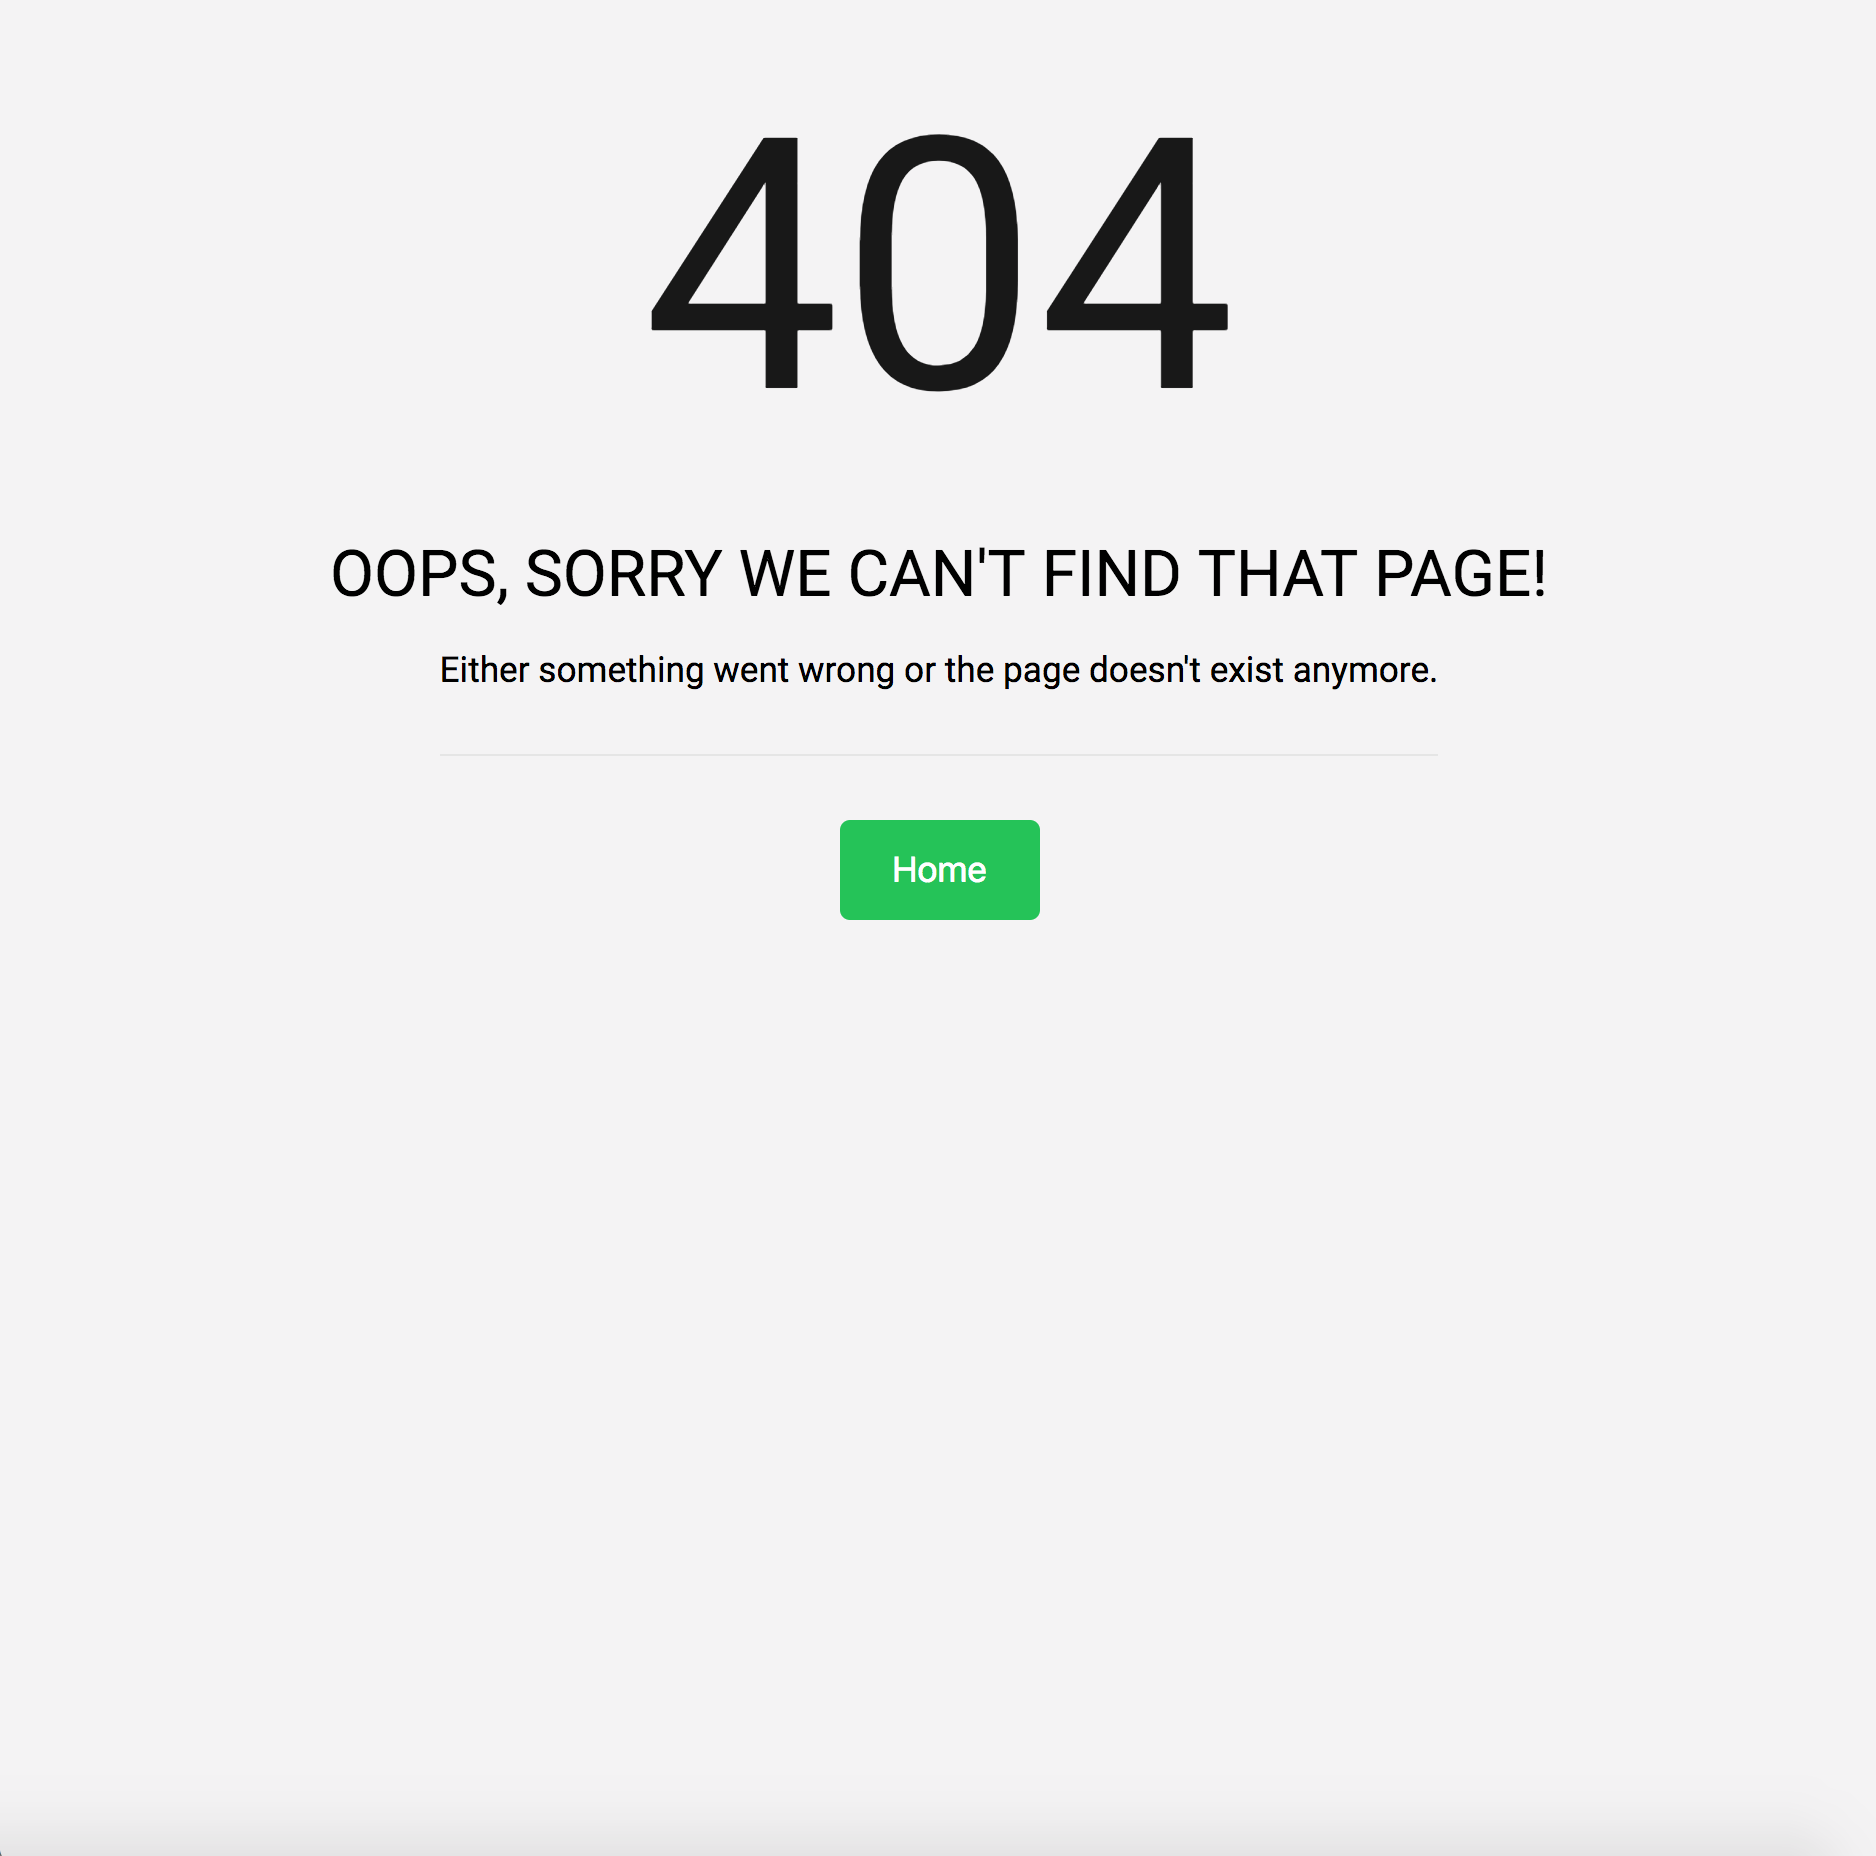 404
OOPS, SORRY WE CAN'T FIND THAT PAGE!
Either something went wrong or the page doesn't exist anymore.
Home